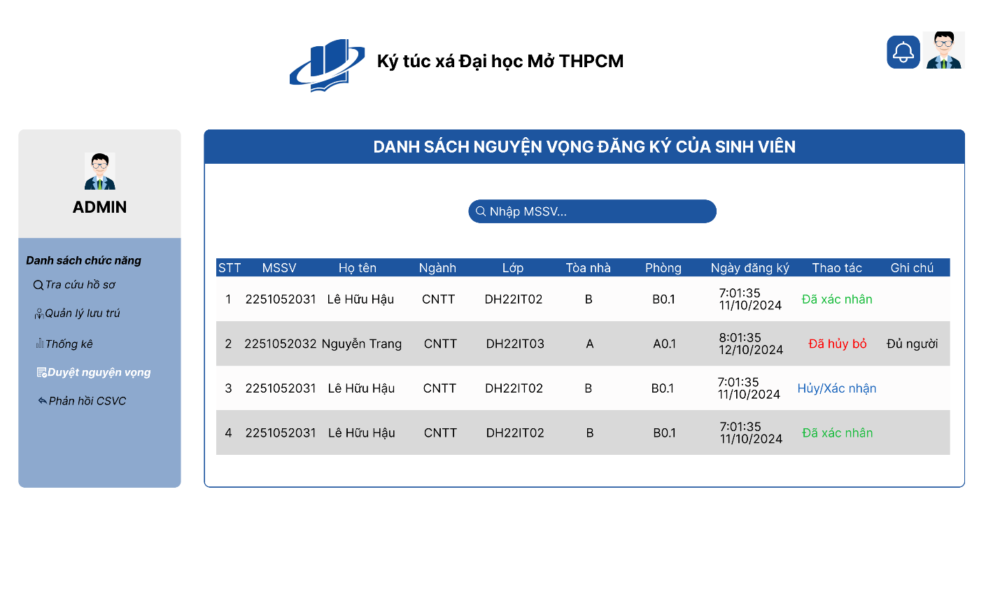 Ký túc xá Đại học Mở THPCM
ADMIN
Danh sách chức năng
Tra cứu hồ sơ
Quản lý lưu trú
Thống kê
Duyệt nguyện vọng
Phản hồi CSVC
DANH SÁCH NGUYỆN VỌNG ĐĂNG KÝ CỦA SINH VIÊN
Nhập MSSV...
STT MSSV Họ tên Ngành Lớp Tòa nhà Phòng Ngày đăng ký Thao tác Ghi chú
1 2251052031 Lê Hữu Hậu CNTT DH22IT02 B B0.1 7:01:35 11/10/2024 Đã xác nhân
2 2251052032 Nguyễn Trang CNTT DH22IT03 A A0.1 8:01:35 12/10/2024 Đã hủy bỏ Đủ người
3 2251052031 Lê Hữu Hậu CNTT DH22IT02 B B0.1 7:01:35 11/10/2024 Hủy/Xác nhận
4 2251052031 Lê Hữu Hậu CNTT DH22IT02 B B0.1 7:01:35 11/10/2024 Đã xác nhân